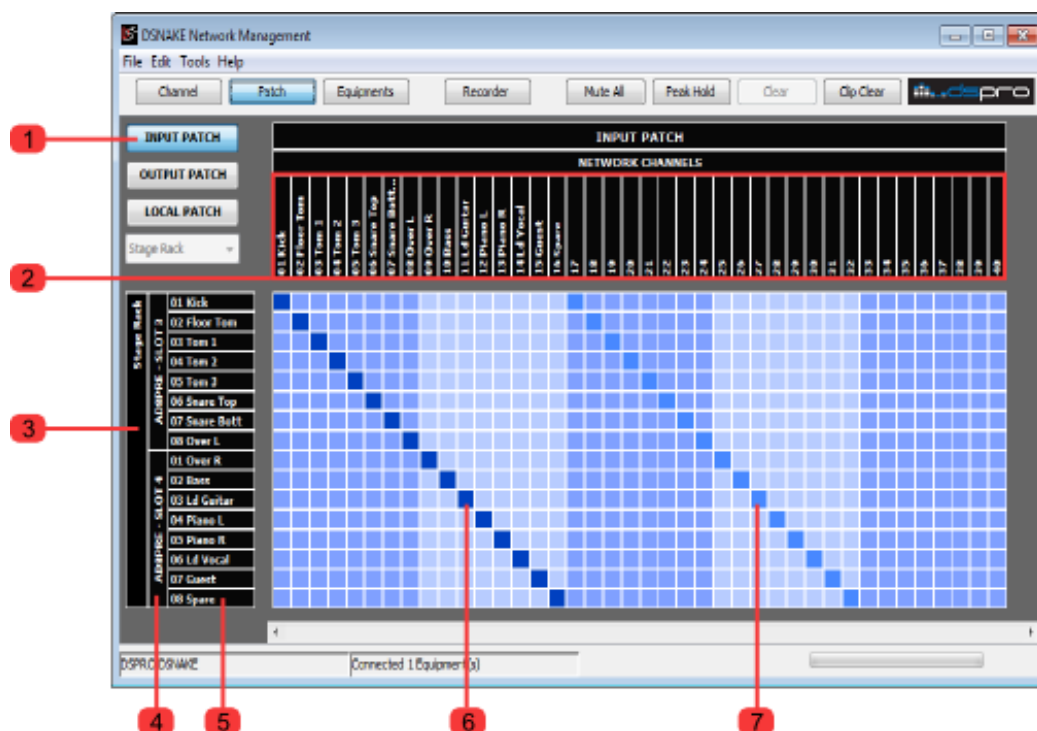 DSNAKE Network Management
File Edit Tools Help
Channel Patch Equipments Recorder Mute All Peak Hold Clear Clip Clear dspro
1
INPUT PATCH
OUTPUT PATCH
LOCAL PATCH
Stage Rack
INPUT PATCH
NETWORK CHANNELS
01 Kick
02 Floor Tom
03 Tom 1
04 Tom 2
05 Tom 3
06 Snare Top
07 Snare Bott...
08 Over L
09 Over R
10 Bass
11 Ld Guitar
12 Piano L
13 Piano R
14 Ld Vocal
15 Guest
16 Spare
17
18
19
20
21
22
23
24
25
26
27
28
29
30
31
32
33
34
35
36
37
38
39
40
2
Stage Rack
AD8PRE - SLOT 3
01 Kick
02 Floor Tom
03 Tom 1
04 Tom 2
05 Tom 3
06 Snare Top
07 Snare Bott
08 Over L
3
AD8PRE - SLOT 4
01 Over R
02 Bass
03 Ld Guitar
04 Piano L
05 Piano R
06 Ld Vocal
07 Guest
08 Spare
DSPRO DSNAKE
Connected 1 Equipment(s)
4 5 6 7